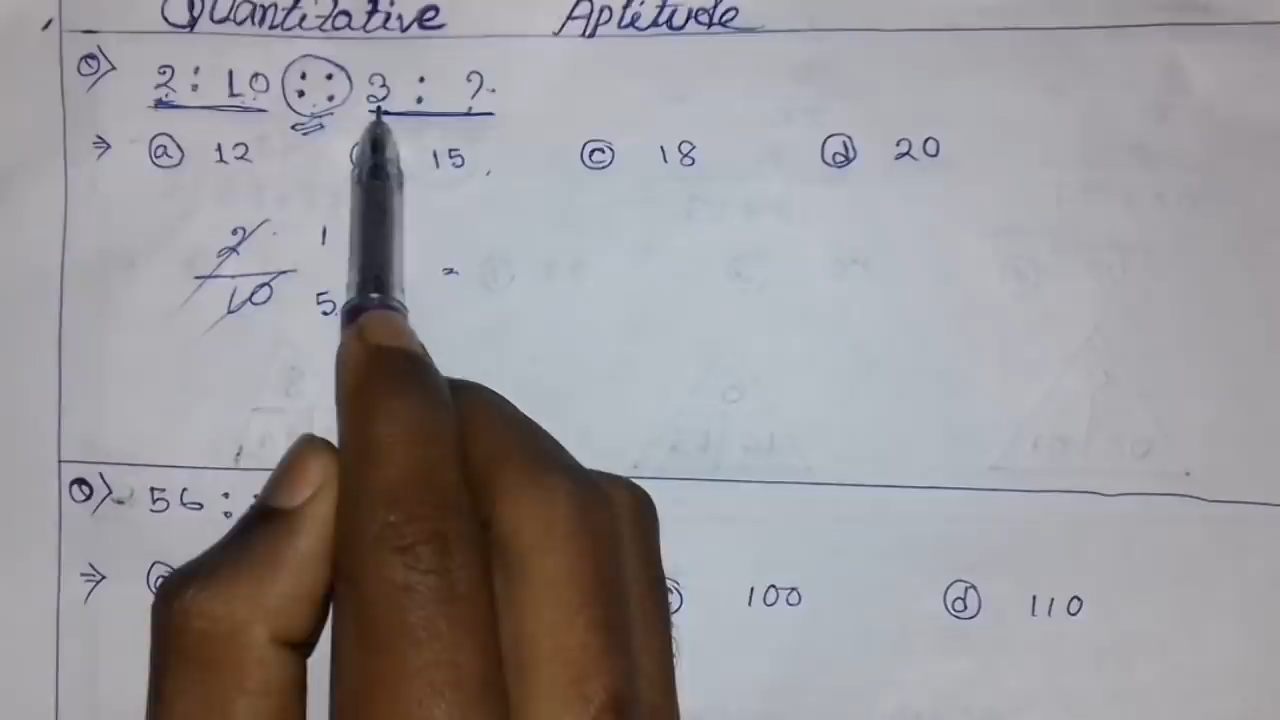 Quantitative Aptitude
Q> 2 : 10 :: 3 : ?
⇒ (a) 12 15 (c) 18 (d) 20
2 1
=
10 5
Q> 56 :
⇒ 100 (d) 110